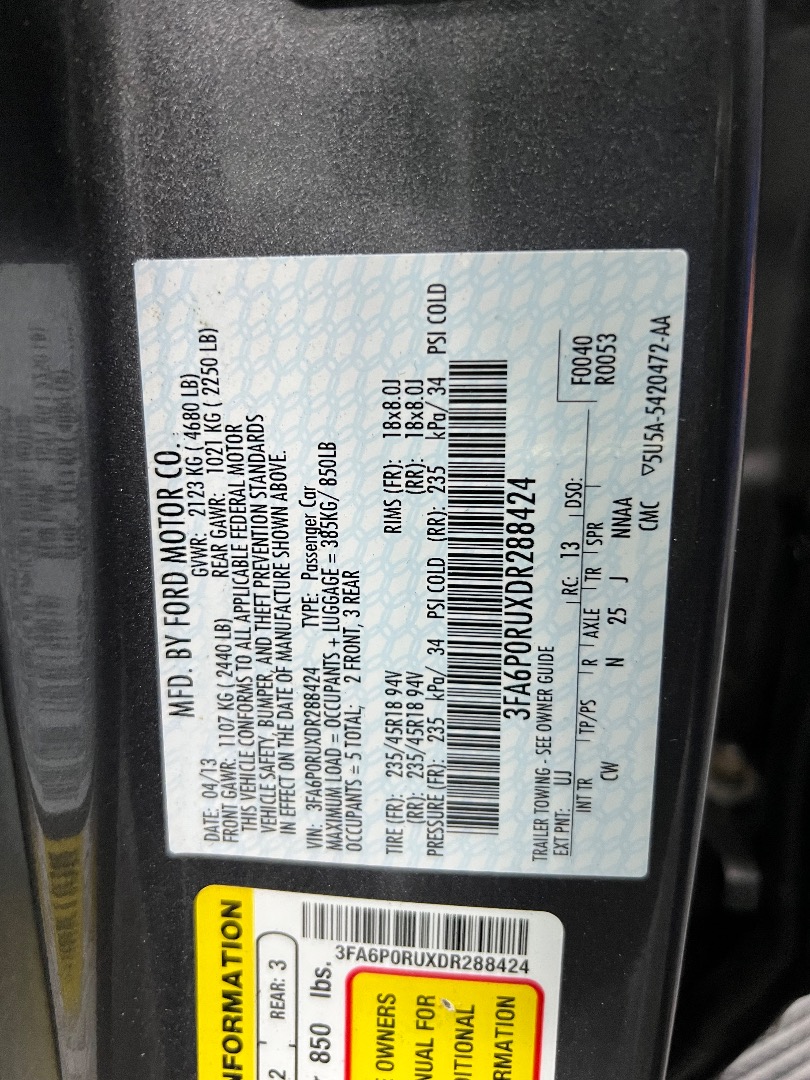 MFD. BY FORD MOTOR CO.
DATE: 04/13 GVWR: 2123 KG ( 4680 LB)
FRONT GAWR: 1107 KG ( 2440 LB) REAR GAWR: 1021 KG ( 2250 LB)
THIS VEHICLE CONFORMS TO ALL APPLICABLE FEDERAL MOTOR
VEHICLE SAFETY, BUMPER, AND THEFT PREVENTION STANDARDS
IN EFFECT ON THE DATE OF MANUFACTURE SHOWN ABOVE.
VIN: 3FA6P0RUXDR288424 TYPE: Passenger Car
MAXIMUM LOAD = OCCUPANTS + LUGGAGE = 385KG/ 850LB
OCCUPANTS = 5 TOTAL; 2 FRONT, 3 REAR
TIRE (FR): 235/45R18 94V RIMS (FR): 18x8.0J
(RR): 235/45R18 94V (RR): 18x8.0J
PRESSURE (FR): 235 kPa/ 34 PSI COLD (RR): 235 kPa/ 34 PSI COLD
3FA6P0RUXDR288424
TRAILER TOWING - SEE OWNER GUIDE
EXT PNT: UJ RC: 13 DSO: F0040
R0053
INT TR TP/PS R AXLE TR SPR
CW N 25 J NNAA
CMC ▽5U5A-5420472-AA
NFORMATION
2 REAR: 3
850 lbs.
3FA6P0RUXDR288424
OWNERS
NUAL FOR
ITIONAL
RMATION